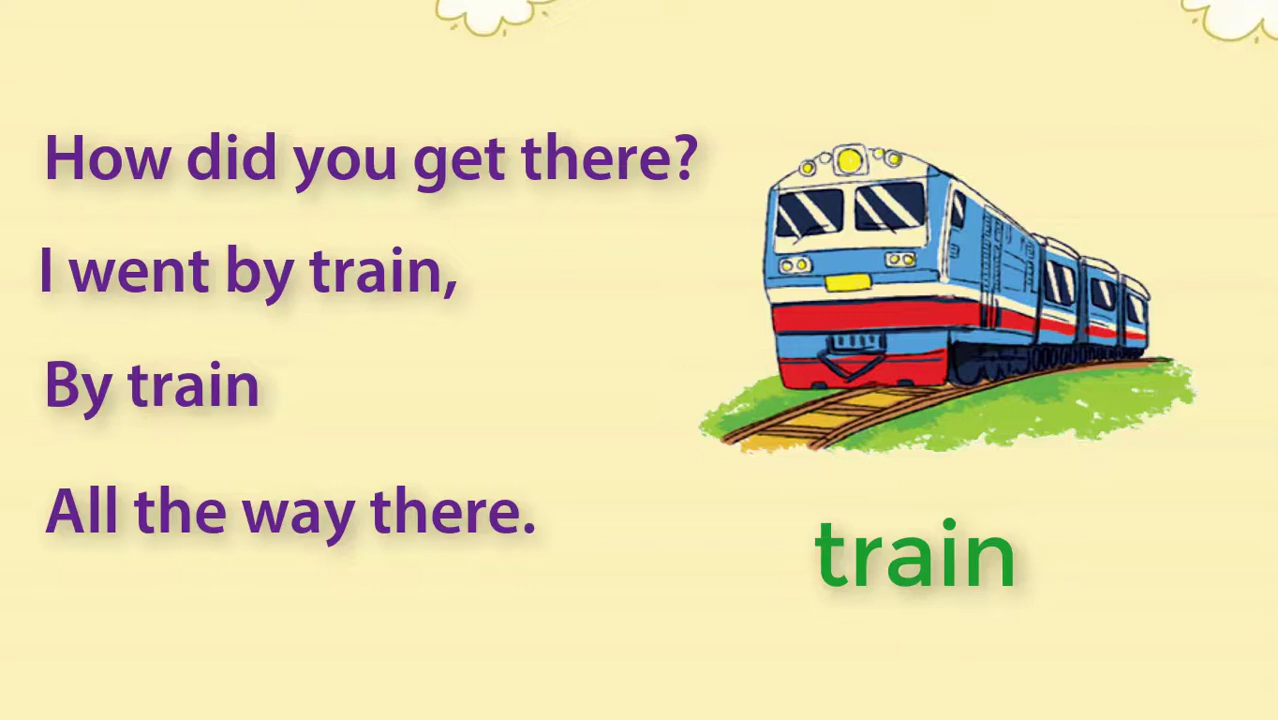 How did you get there?
I went by train,
By train
All the way there.
train